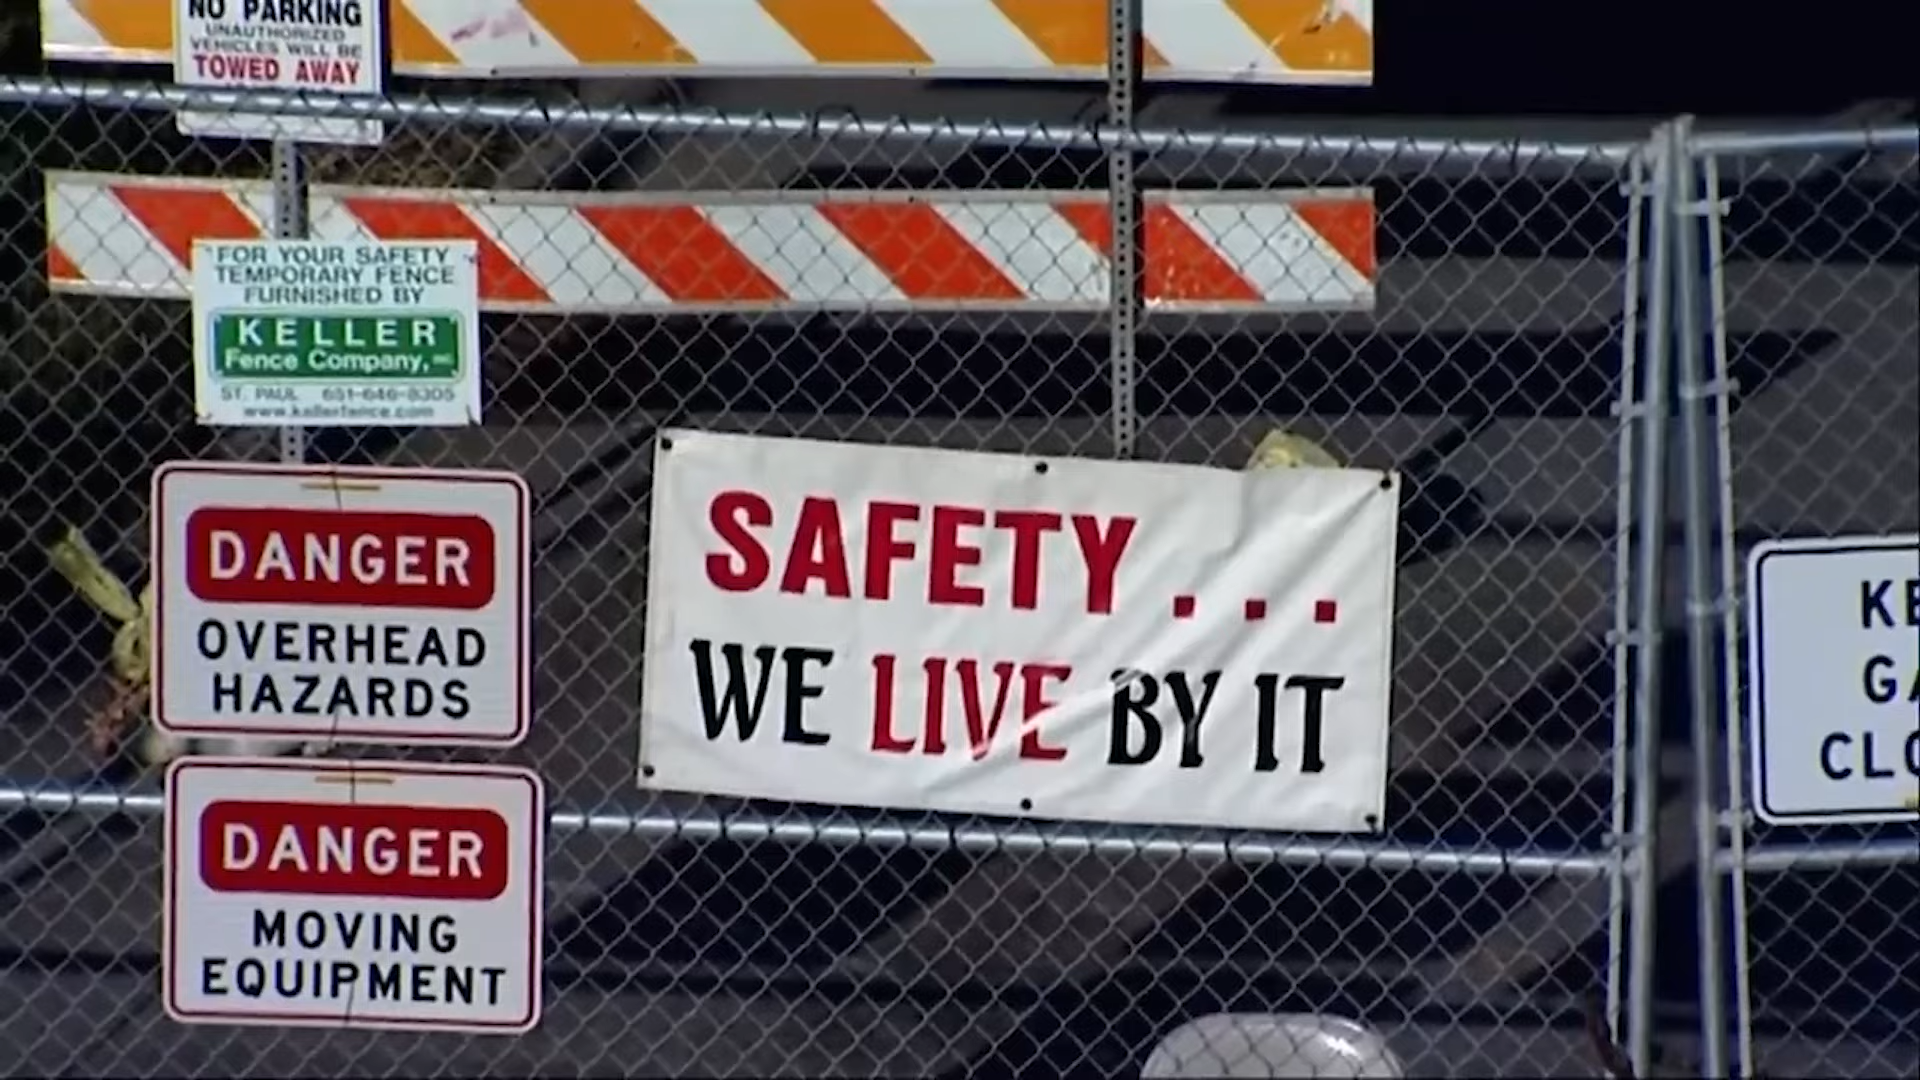 NO PARKING
UNAUTHORIZED
VEHICLES WILL BE
TOWED AWAY
FOR YOUR SAFETY
TEMPORARY FENCE
FURNISHED BY
KELLER
Fence Company, INC
ST. PAUL 651-646-8305
www.kellerfence.com
DANGER
OVERHEAD
HAZARDS
DANGER
MOVING
EQUIPMENT
SAFETY...
WE LIVE BY IT
KE
GA
CLO